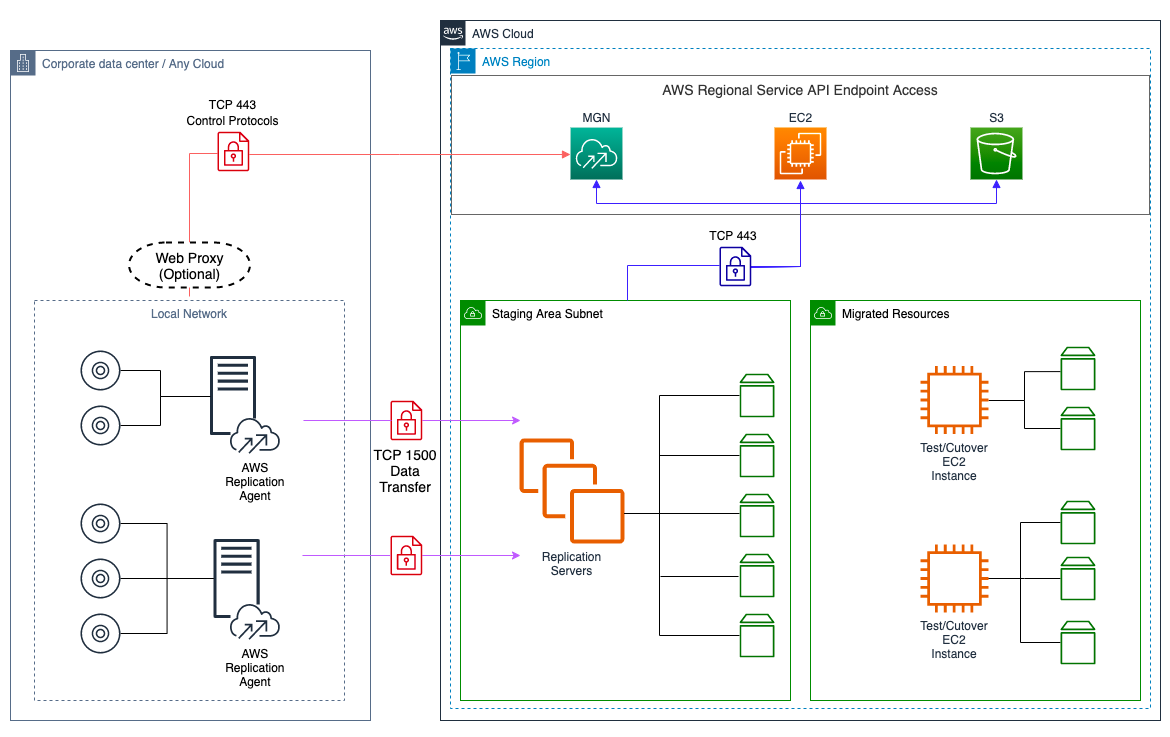 aws
AWS Cloud
Corporate data center / Any Cloud
AWS Region
AWS Regional Service API Endpoint Access
TCP 443
Control Protocols
MGN
EC2
S3
Web Proxy
(Optional)
TCP 443
Local Network
Staging Area Subnet
Migrated Resources
AWS
Replication
Agent
TCP 1500
Data
Transfer
Test/Cutover
EC2
Instance
Replication
Servers
AWS
Replication
Agent
Test/Cutover
EC2
Instance